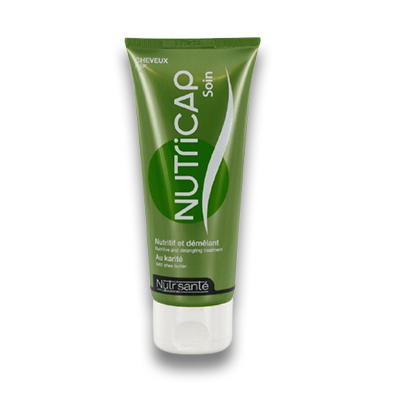 CHEVEUX
NUTRiCAP
Soin
Nutritif et démêlant
Nutritive and detangling treatment
Au karité
With shea butter
Nutrisanté